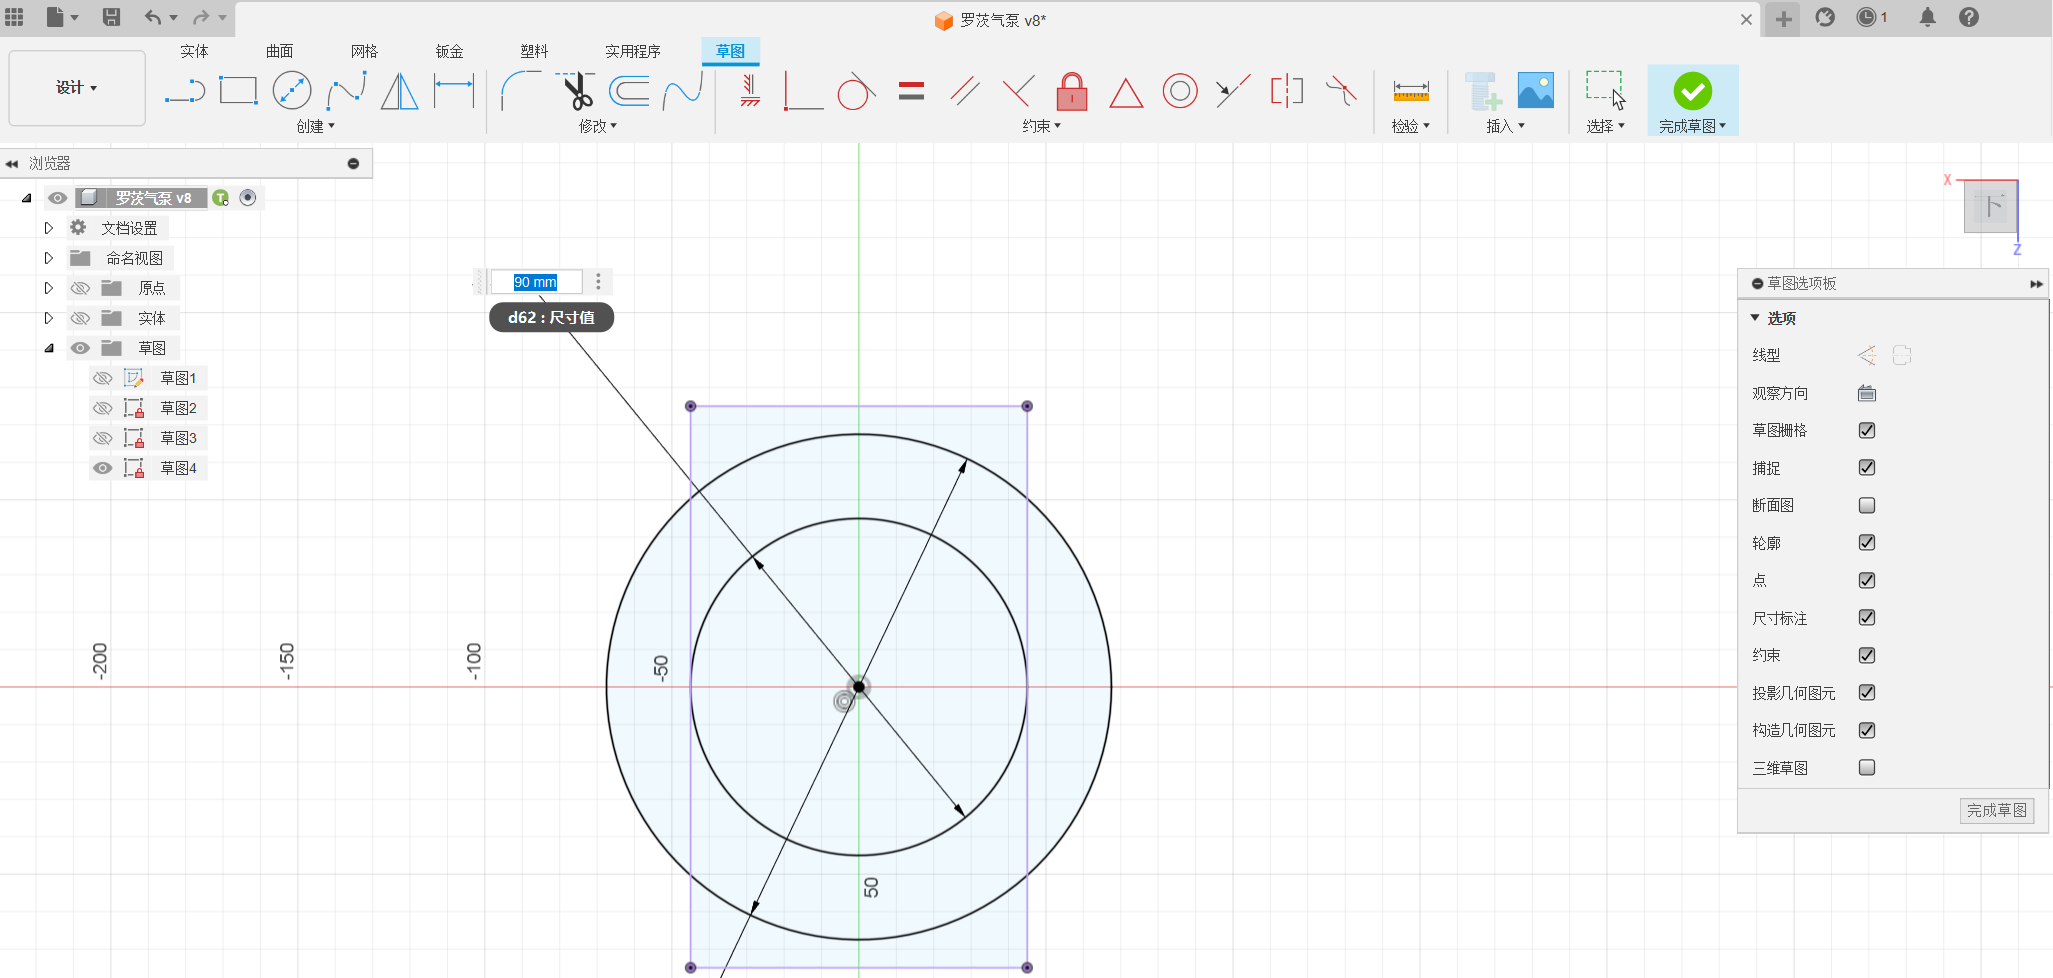 罗茨气泵 v8*
1
实体 曲面 网格 钣金 塑料 实用程序 草图
设计
创建 修改 约束 检验 插入 选择 完成草图
浏览器
罗茨气泵 v8
文档设置
命名视图
原点
实体
草图
草图1
草图2
草图3
草图4
90 mm
d62 : 尺寸值
-200
-150
-100
-50
50
X
下
Z
草图选项板
选项
线型
观察方向
草图栅格
捕捉
断面图
轮廓
点
尺寸标注
约束
投影几何图元
构造几何图元
三维草图
完成草图